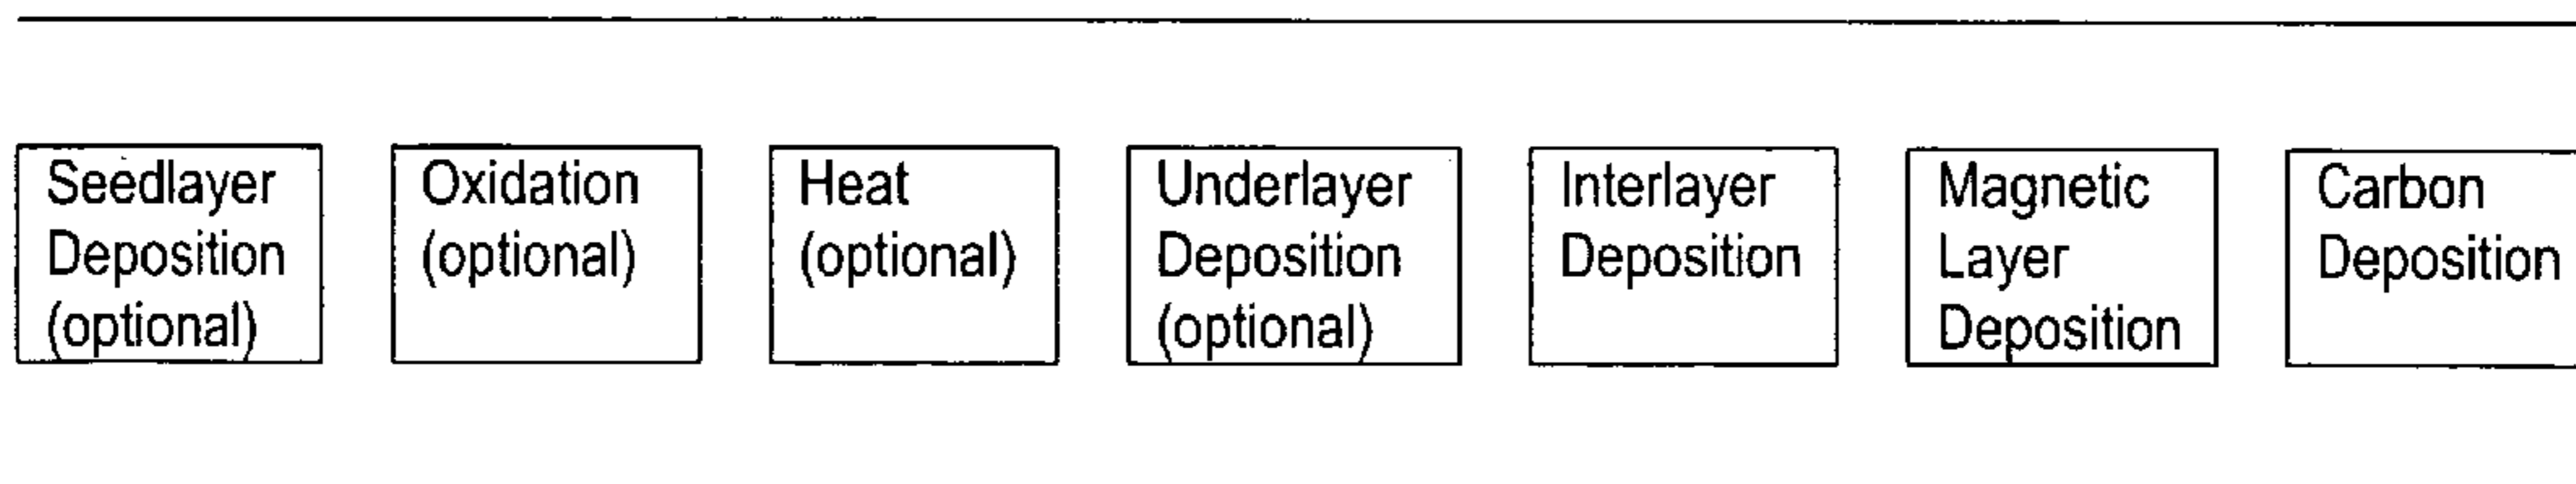 Seedlayer
Deposition
(optional)
Oxidation
(optional)
Heat
(optional)
Underlayer
Deposition
(optional)
Interlayer
Deposition
Magnetic
Layer
Deposition
Carbon
Deposition